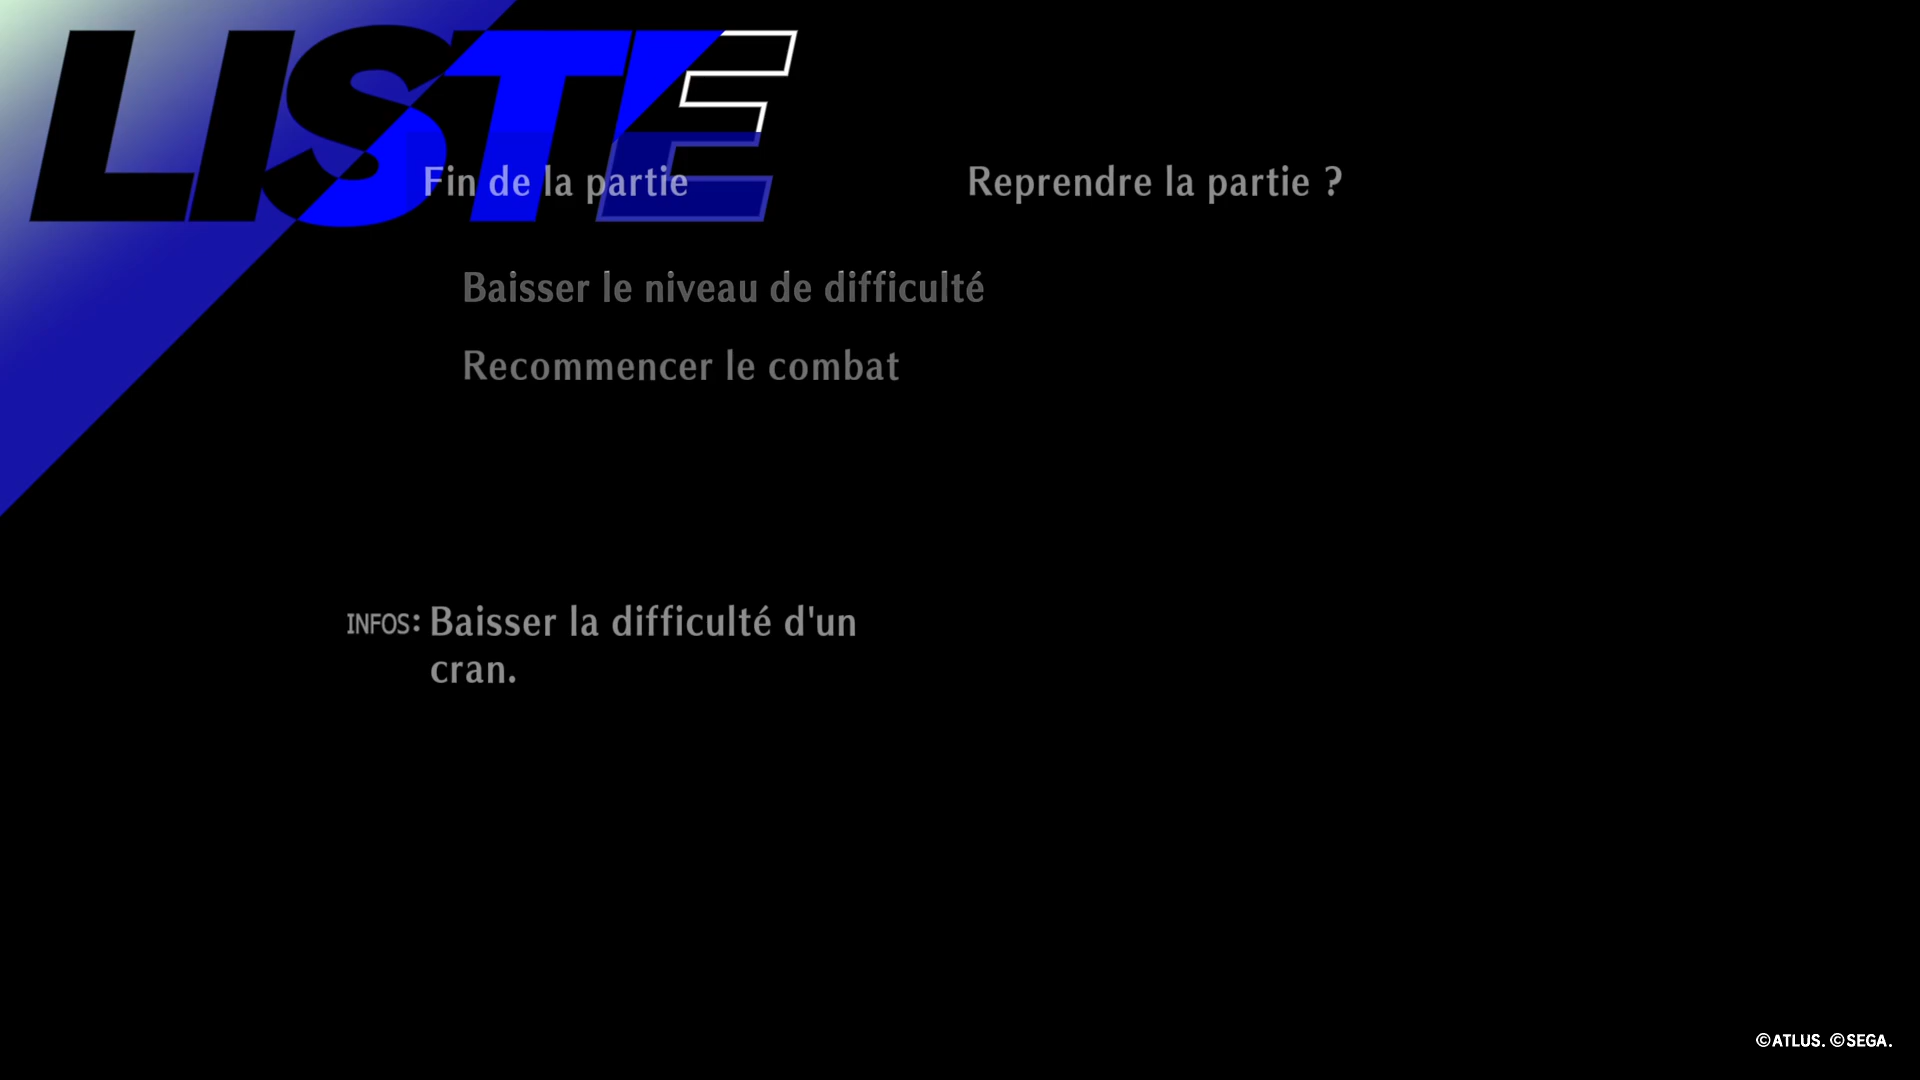 LISTE
Fin de la partie
Reprendre la partie ?
Baisser le niveau de difficulté
Recommencer le combat
INFOS: Baisser la difficulté d'un
cran.
©ATLUS. ©SEGA.